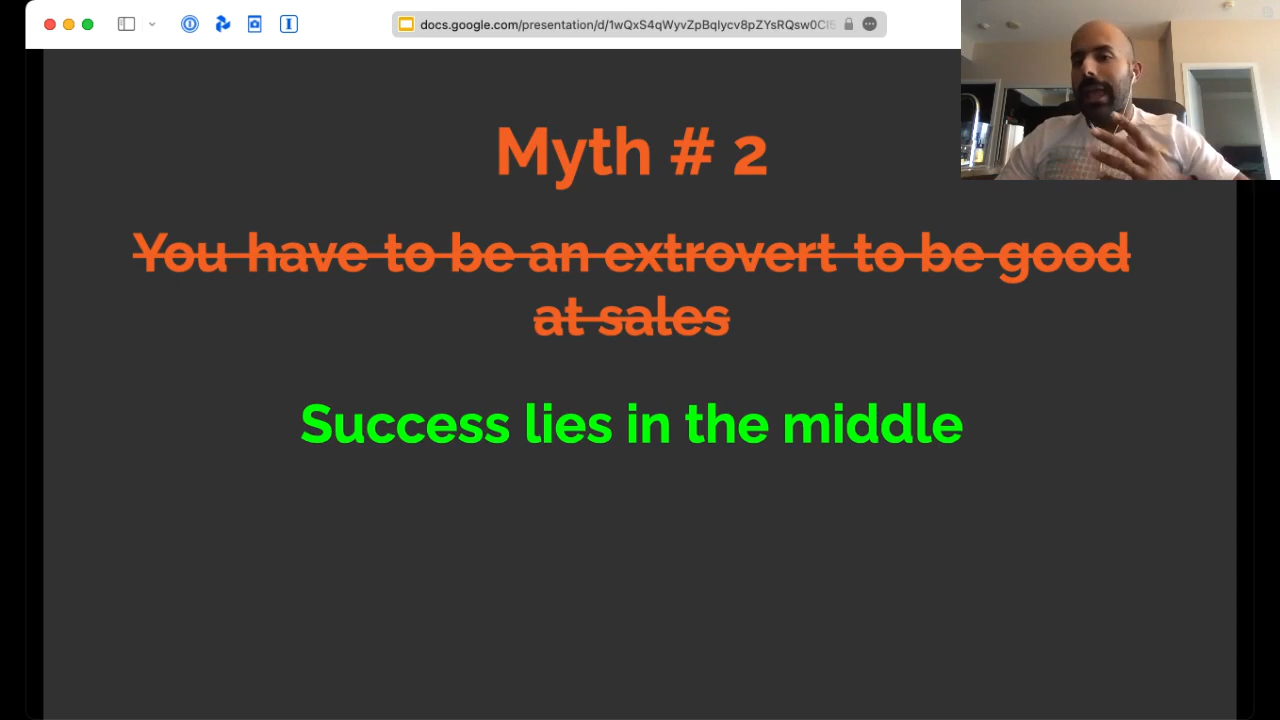 docs.google.com/presentation/d/1wQxS4qWyvZpBqlycv8pZYsRQsw0Cl5
Myth # 2
You have to be an extrovert to be good
at sales
Success lies in the middle